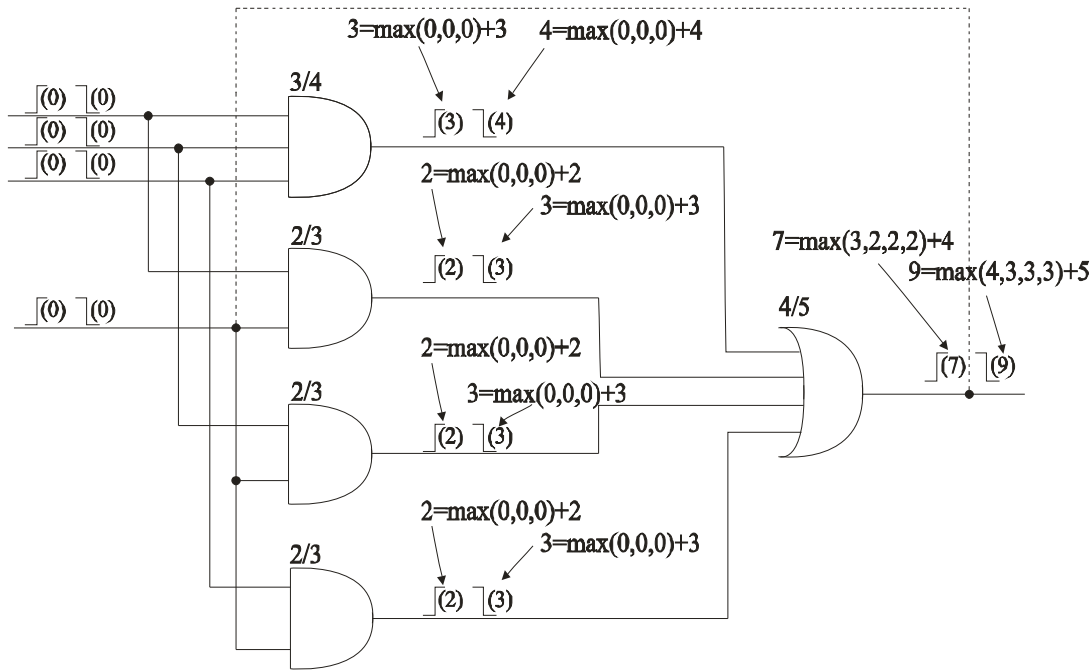 3=max(0,0,0)+3
4=max(0,0,0)+4
3/4
(0) (0)
(3) (4)
(0) (0)
(0) (0)
2=max(0,0,0)+2
3=max(0,0,0)+3
2/3
(2) (3)
7=max(3,2,2,2)+4
9=max(4,3,3,3)+5
(0) (0)
4/5
2=max(0,0,0)+2
(7) (9)
2/3
3=max(0,0,0)+3
(2) (3)
2=max(0,0,0)+2
3=max(0,0,0)+3
2/3
(2) (3)